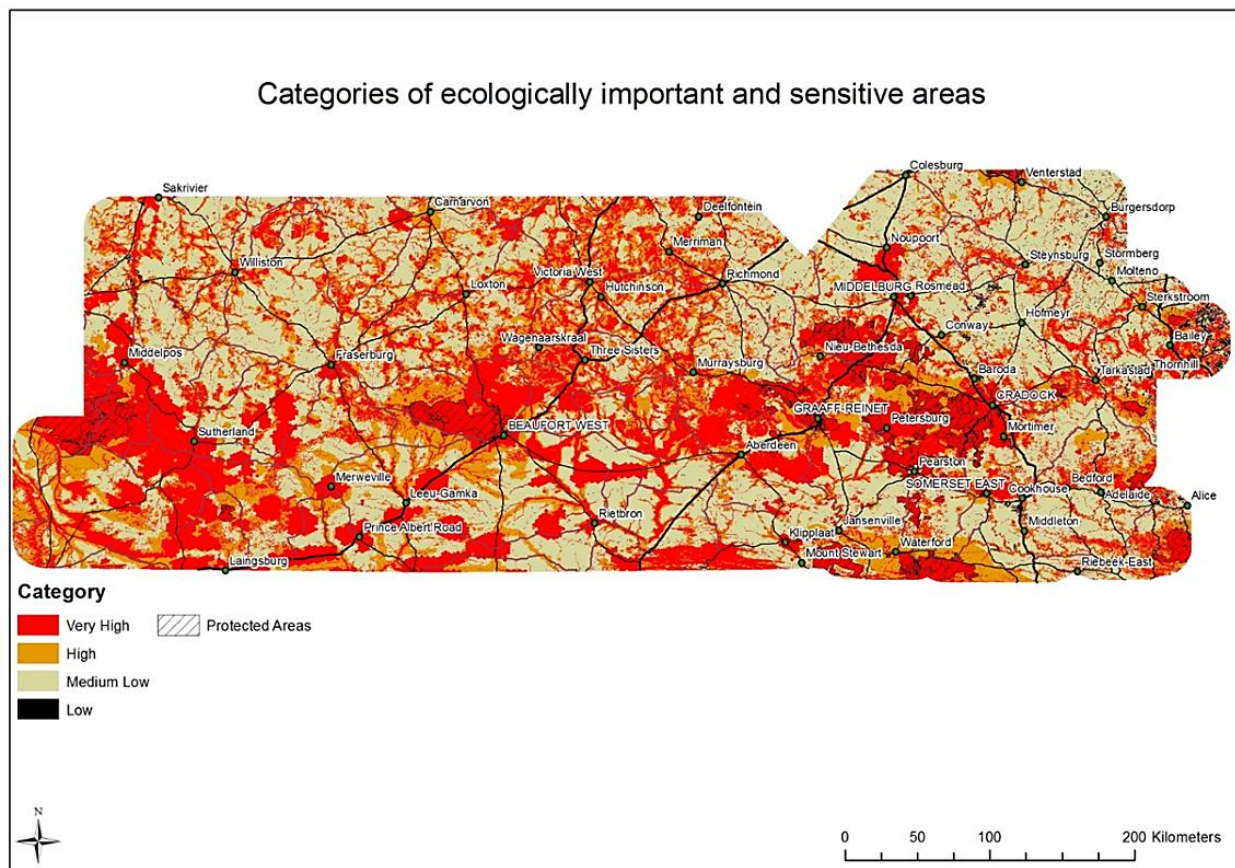 Categories of ecologically important and sensitive areas
Sakrivier
Colesburg
Venterstad
Carnarvon
Deelfontein
Burgersdorp
Merriman
Noupoort
Steynsburg
Stormberg
Williston
Molteno
Victoria West
Richmond
Loxton
Hutchinson
MIDDELBURG
Rosmead
Sterkstroom
Hofmeyr
Conway
Bailey
Wagenaarskraal
Middelpos
Fraserburg
Three Sisters
Nieu-Bethesda
Murraysburg
Baroda
Tarkastad
Thornhill
CRADOCK
GRAAFF-REINET
Petersburg
Mortimer
BEAUFORT WEST
Sutherland
Aberdeen
Pearston
Merweville
SOMERSET EAST
Cookhouse
Bedford
Leeu-Gamka
Adelaide
Alice
Rietbron
Jansenville
Middleton
Prince Albert Road
Klipplaat
Mount Stewart
Waterford
Laingsburg
Riebeek-East
Category
Very High
Protected Areas
High
Medium Low
Low
N
0 50 100 200 Kilometers